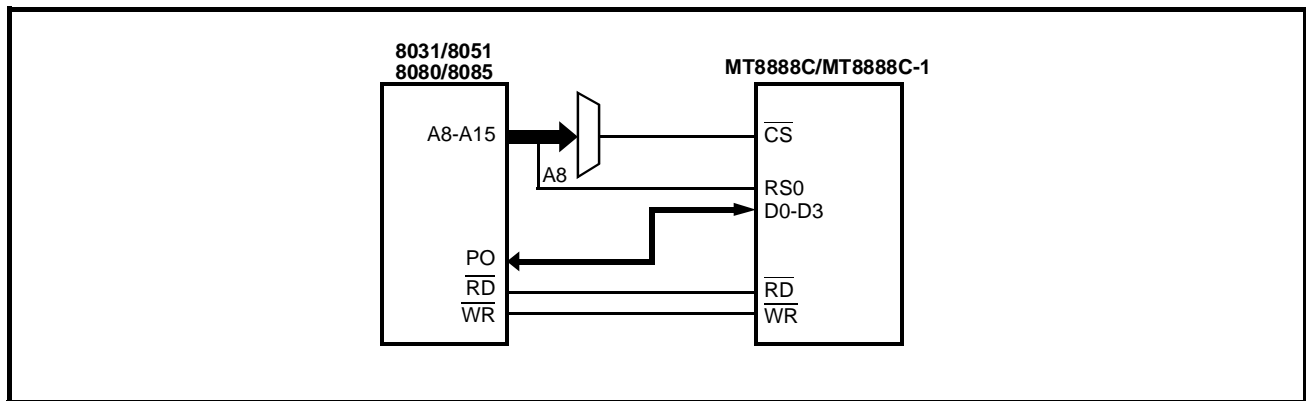 8031/8051
8080/8085
MT8888C/MT8888C-1
A8-A15
CS
A8
RS0
D0-D3
PO
RD
RD
WR
WR